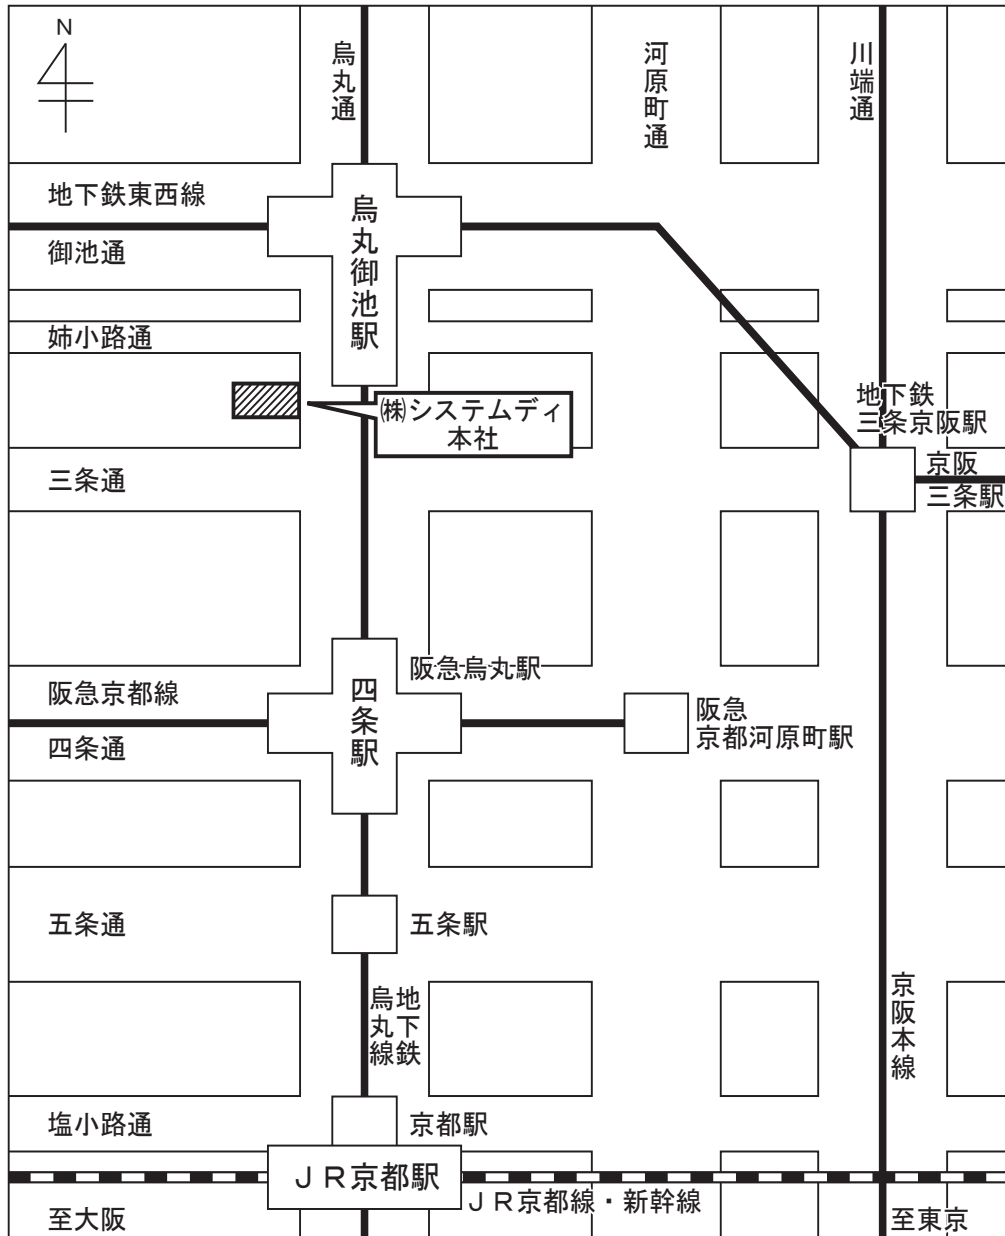 N
烏丸通
河原町通
川端通
地下鉄東西線
御池通
烏丸御池駅
姉小路通
㈱システムディ
本社
地下鉄
三条京阪駅
京阪
三条駅
三条通
阪急烏丸駅
阪急京都線
四条通
四条駅
阪急
京都河原町駅
五条通
五条駅
地下鉄
烏丸線
京阪本線
塩小路通
京都駅
ＪＲ京都駅
ＪＲ京都線・新幹線
至大阪
至東京